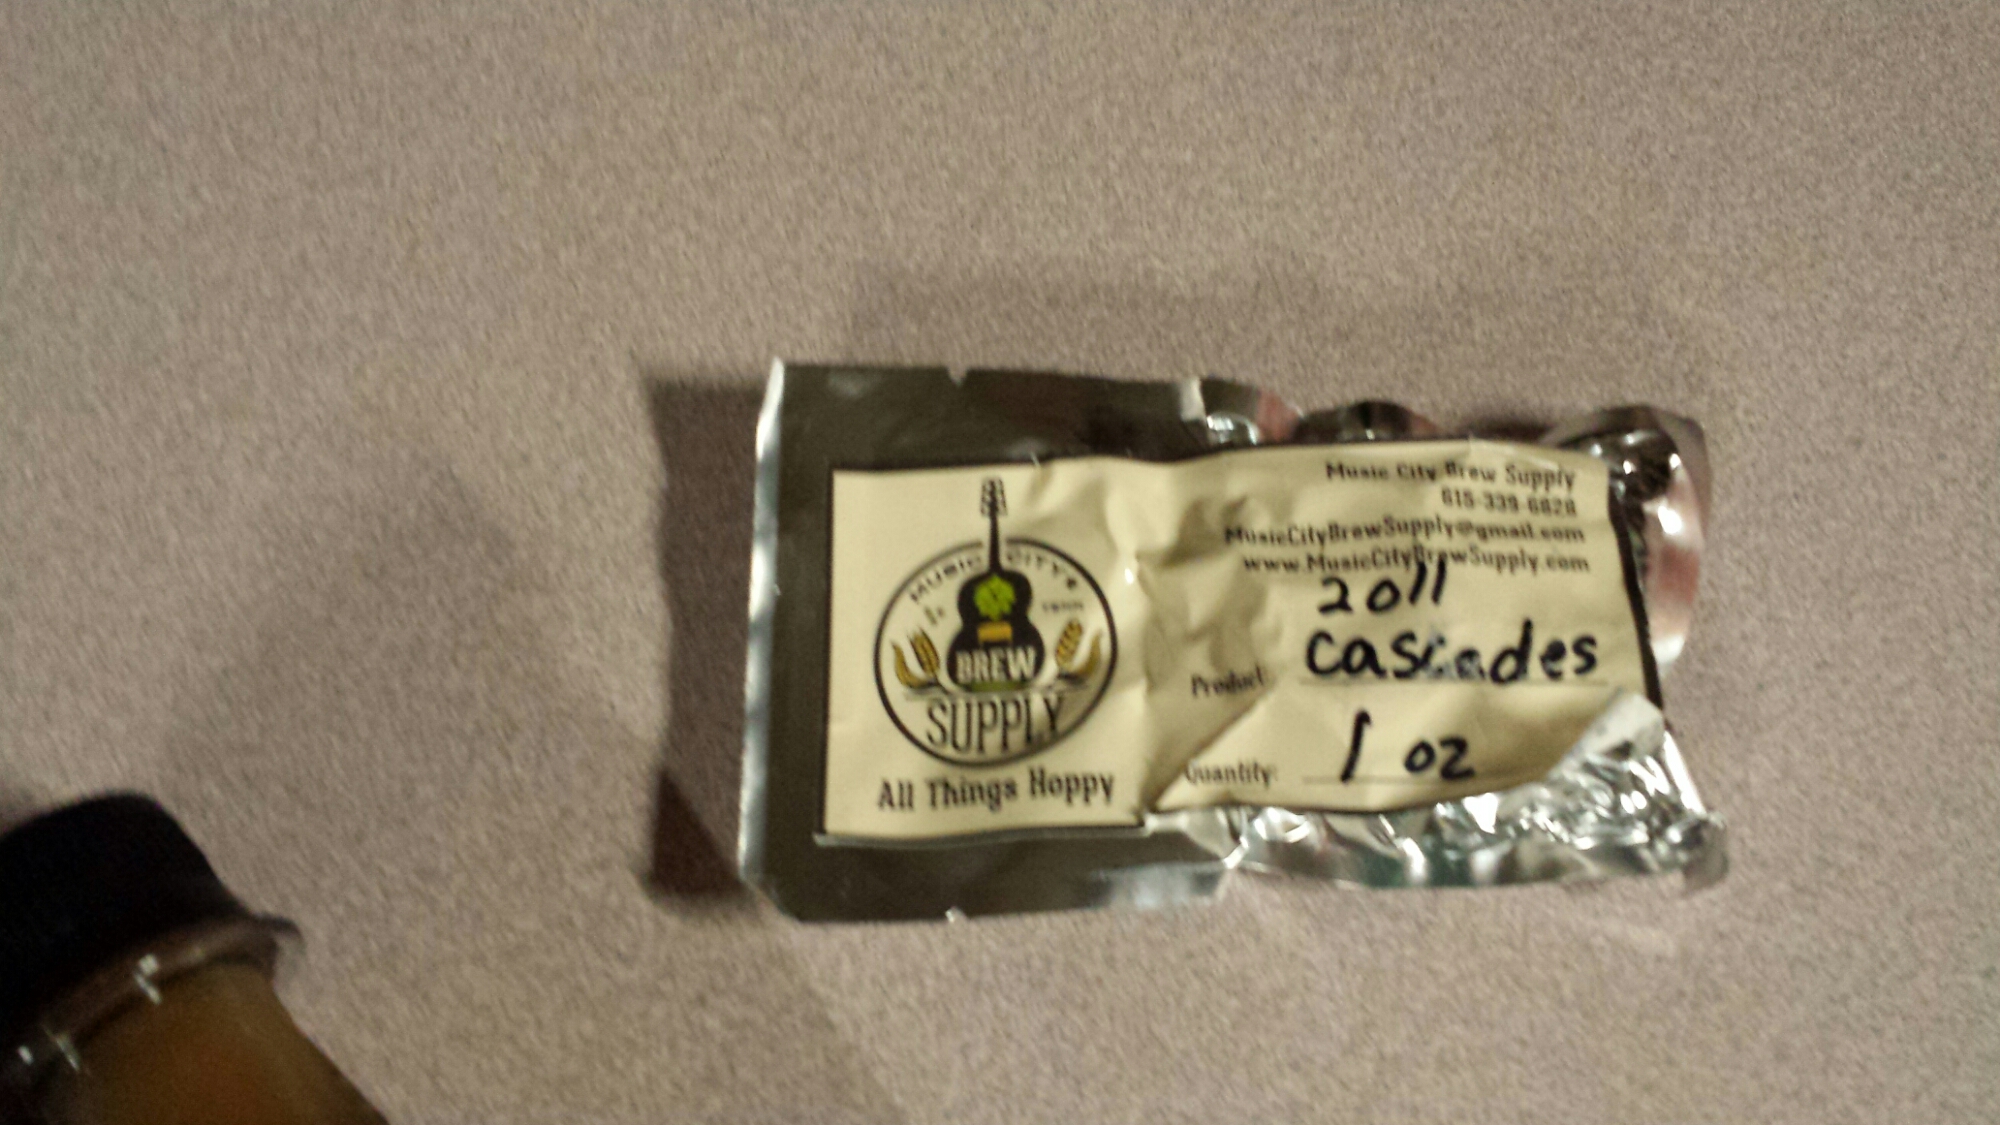 MUSIC CITY
TENN
BREW
SUPPLY
All Things Hoppy
Music City Brew Supply
615-339-6828
MusicCityBrewSupply@gmail.com
www.MusicCityBrewSupply.com
2011
Product: Cascades
Quantity: 1 oz